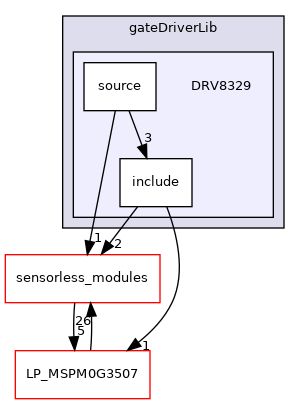 gateDriverLib
source
DRV8329
3
include
1
2
sensorless_modules
26
5
1
LP_MSPM0G3507